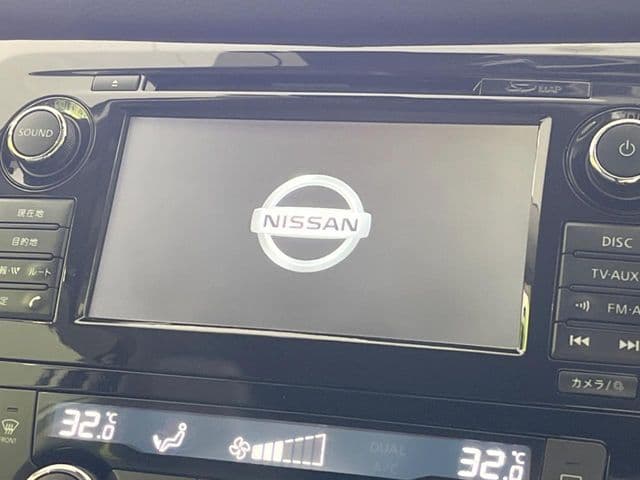 SOUND
MAP
現在地
目的地
ルート
NISSAN
DISC
TV·AUX
FM-A
カメラ/
FRONT
32.0℃
DUAL
A/C
32.0℃